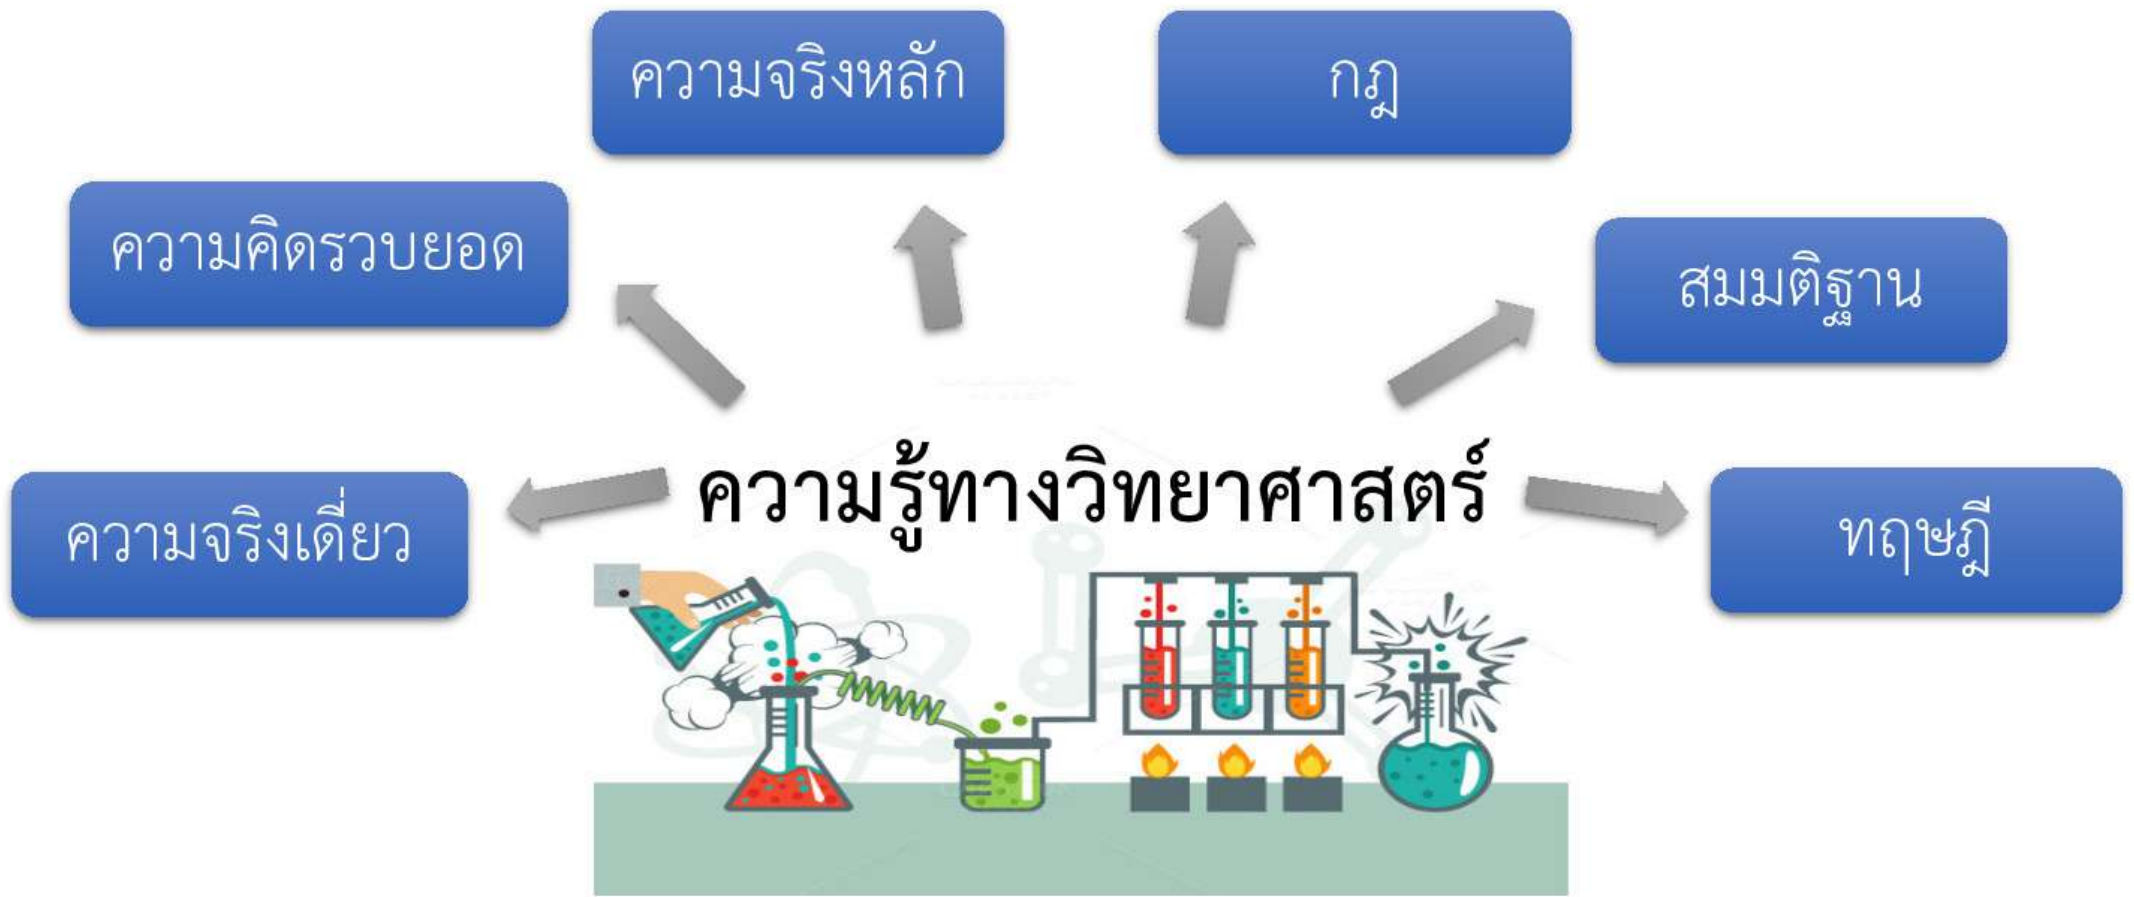 ความจริงหลัก
กฎ
ความคิดรวบยอด
สมมติฐาน
ความรู้ทางวิทยาศาสตร์
ความจริงเดี่ยว
ทฤษฎี